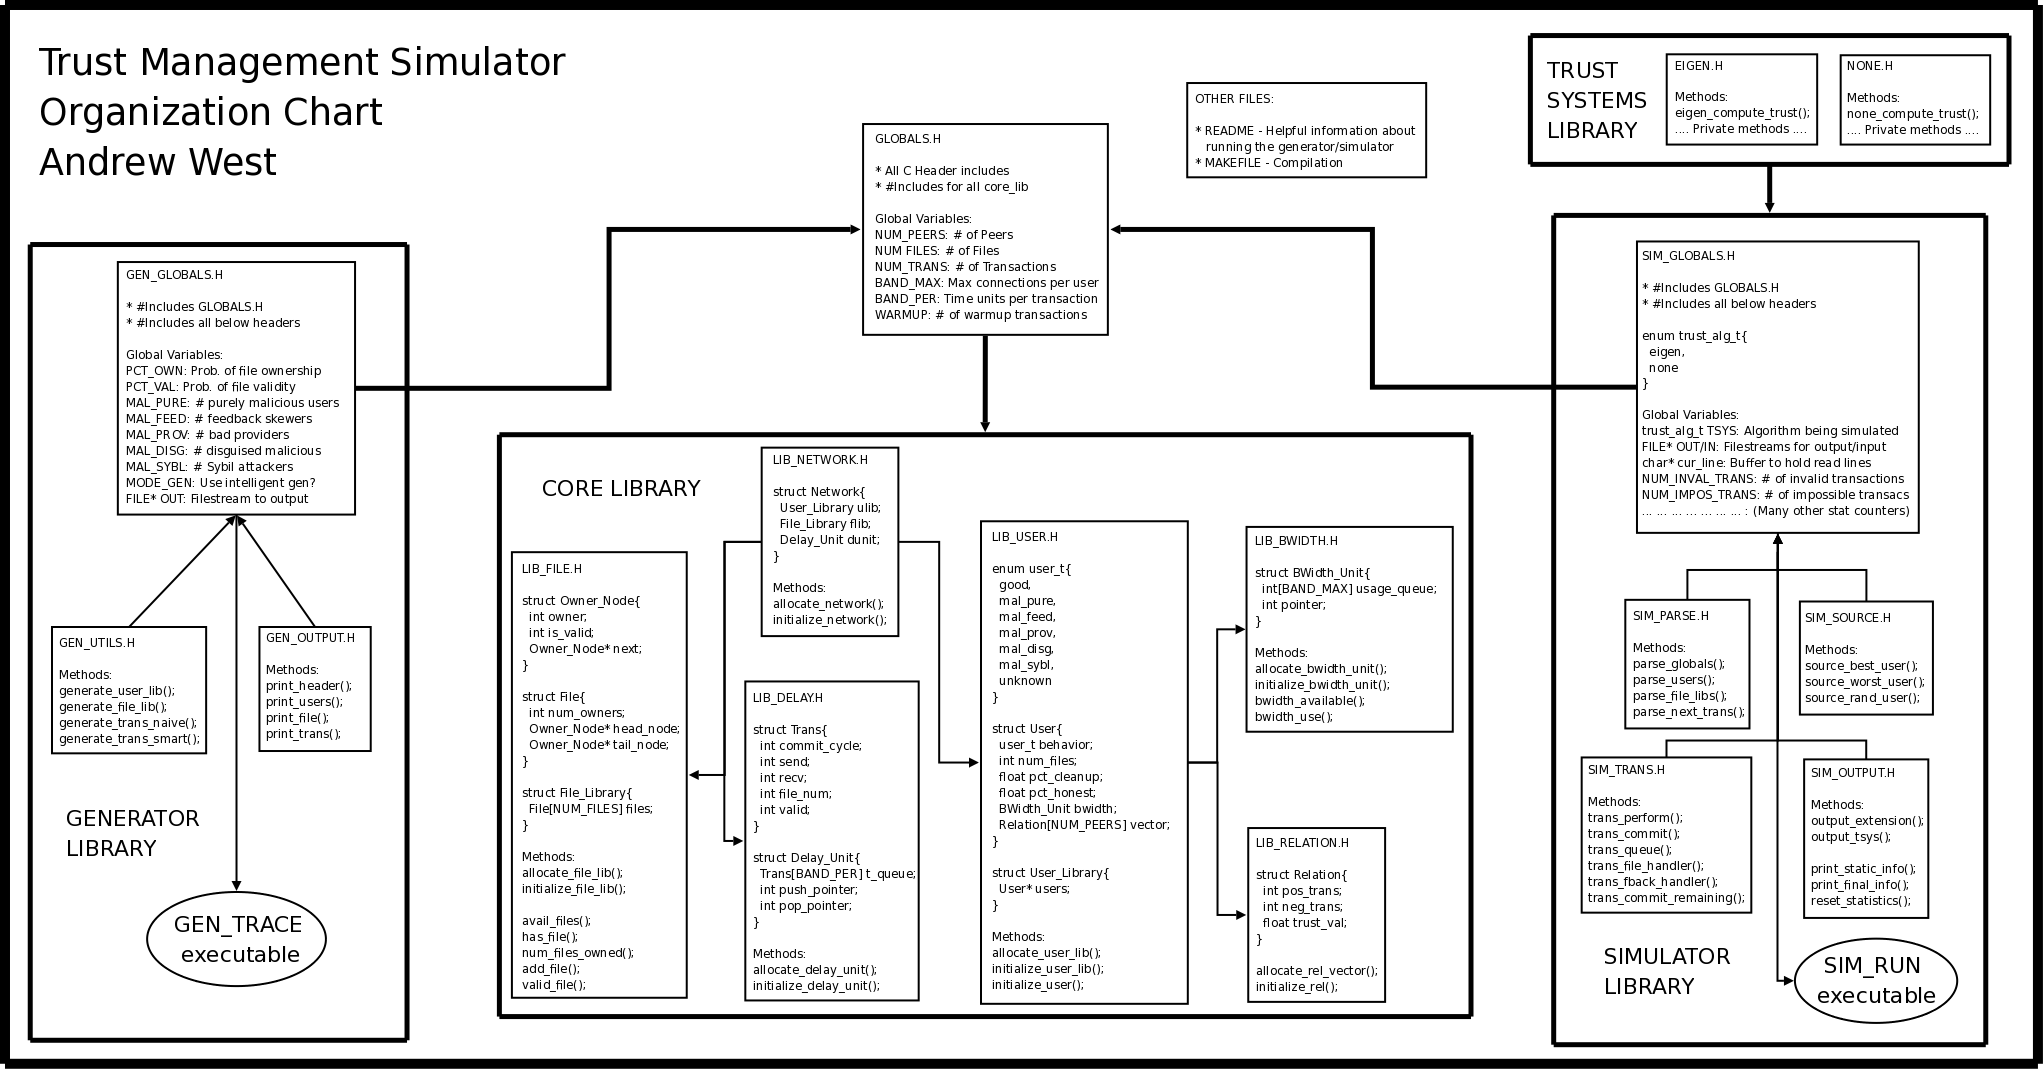 Trust Management Simulator
Organization Chart
Andrew West
OTHER FILES:
* README - Helpful information about
running the generator/simulator
* MAKEFILE - Compilation
TRUST
SYSTEMS
LIBRARY
EIGEN.H
Methods:
eigen_compute_trust();
.... Private methods ....
NONE.H
Methods:
none_compute_trust();
.... Private methods ....
GLOBALS.H
* All C Header includes
* #Includes for all core_lib
Global Variables:
NUM_PEERS: # of Peers
NUM FILES: # of Files
NUM_TRANS: # of Transactions
BAND_MAX: Max connections per user
BAND_PER: Time units per transaction
WARMUP: # of warmup transactions
GEN_GLOBALS.H
* #Includes GLOBALS.H
* #Includes all below headers
Global Variables:
PCT_OWN: Prob. of file ownership
PCT_VAL: Prob. of file validity
MAL_PURE: # purely malicious users
MAL_FEED: # feedback skewers
MAL_PROV: # bad providers
MAL_DISG: # disguised malicious
MAL_SYBL: # Sybil attackers
MODE_GEN: Use intelligent gen?
FILE* OUT: Filestream to output
GEN_UTILS.H
Methods:
generate_user_lib();
generate_file_lib();
generate_trans_naive();
generate_trans_smart();
GEN_OUTPUT.H
Methods:
print_header();
print_users();
print_file();
print_trans();
GENERATOR
LIBRARY
GEN_TRACE
executable
CORE LIBRARY
LIB_NETWORK.H
struct Network{
User_Library ulib;
File_Library flib;
Delay_Unit dunit;
}
Methods:
allocate_network();
initialize_network();
LIB_FILE.H
struct Owner_Node{
int owner;
int is_valid;
Owner_Node* next;
}
struct File{
int num_owners;
Owner_Node* head_node;
Owner_Node* tail_node;
}
struct File_Library{
File[NUM_FILES] files;
}
Methods:
allocate_file_lib();
initialize_file_lib();
avail_files();
has_file();
num_files_owned();
add_file();
valid_file();
LIB_DELAY.H
struct Trans{
int commit_cycle;
int send;
int recv;
int file_num;
int valid;
}
struct Delay_Unit{
Trans[BAND_PER] t_queue;
int push_pointer;
int pop_pointer;
}
Methods:
allocate_delay_unit();
initialize_delay_unit();
LIB_USER.H
enum user_t{
good,
mal_pure,
mal_feed,
mal_prov,
mal_disg,
mal_sybl,
unknown
}
struct User{
user_t behavior;
int num_files;
float pct_cleanup;
float pct_honest;
BWidth_Unit bwidth;
Relation[NUM_PEERS] vector;
}
struct User_Library{
User* users;
}
Methods:
allocate_user_lib();
initialize_user_lib();
initialize_user();
LIB_BWIDTH.H
struct BWidth_Unit{
int[BAND_MAX] usage_queue;
int pointer;
}
Methods:
allocate_bwidth_unit();
initialize_bwidth_unit();
bwidth_available();
bwidth_use();
LIB_RELATION.H
struct Relation{
int pos_trans;
int neg_trans;
float trust_val;
}
allocate_rel_vector();
initialize_rel();
SIM_GLOBALS.H
* #Includes GLOBALS.H
* #Includes all below headers
enum trust_alg_t{
eigen,
none
}
Global Variables:
trust_alg_t TSYS: Algorithm being simulated
FILE* OUT/IN: Filestreams for output/input
char* cur_line: Buffer to hold read lines
NUM_INVAL_TRANS: # of invalid transactions
NUM_IMPOS_TRANS: # of impossible transacs
... ... ... ... ... ... ... : (Many other stat counters)
SIM_PARSE.H
Methods:
parse_globals();
parse_users();
parse_file_libs();
parse_next_trans();
SIM_SOURCE.H
Methods:
source_best_user();
source_worst_user();
source_rand_user();
SIM_TRANS.H
Methods:
trans_perform();
trans_commit();
trans_queue();
trans_file_handler();
trans_fback_handler();
trans_commit_remaining();
SIM_OUTPUT.H
Methods:
output_extension();
output_tsys();
print_static_info();
print_final_info();
reset_statistics();
SIMULATOR
LIBRARY
SIM_RUN
executable